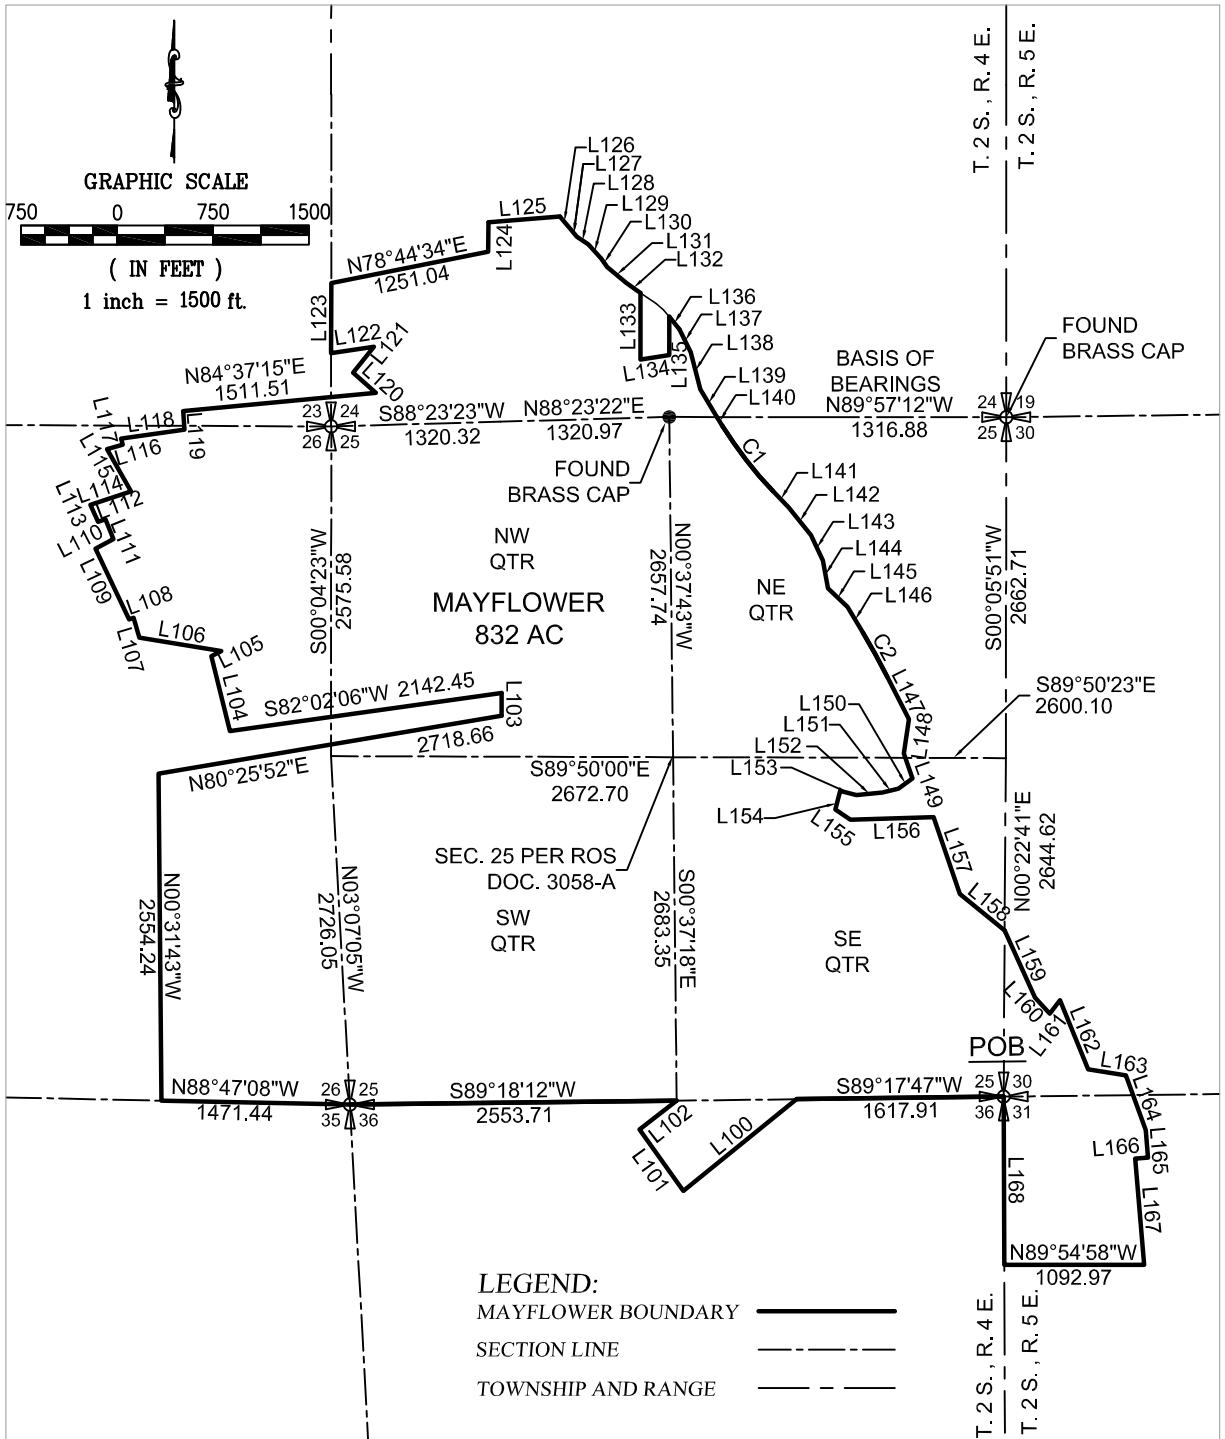 T. 2 S. , R. 4 E.
T. 2 S. , R. 5 E.
GRAPHIC SCALE
750 0 750 1500
( IN FEET )
1 inch = 1500 ft.
L126
L127
L128
L129
L130
L131
L132
L125
L124
N78°44'34"E
1251.04
L123
L122
L121
L120
L133
L134
L135
L136
L137
L138
L139
L140
FOUND
BRASS CAP
BASIS OF
BEARINGS
N89°57'12"W
1316.88
24 19
25 30
N84°37'15"E
1511.51
L119
L118
L117
L116
L115
L114
L113
L112
L111
L110
L109
L108
L107
L106
L105
L104
23 24
26 25
S88°23'23"W
1320.32
N88°23'22"E
1320.97
FOUND
BRASS CAP
C1
L141
L142
L143
L144
L145
L146
NW
QTR
NE
QTR
MAYFLOWER
832 AC
S00°04'23"W
2575.58
N00°37'43"W
2657.74
S00°05'51"W
2662.71
C2
L147
L148
L149
L150
L151
L152
L153
L154
L155
L156
L157
L158
L159
L160
L161
L162
L163
L164
L165
L166
L167
L168
S82°02'06"W 2142.45
L103
2718.66
N80°25'52"E
S89°50'23"E
2600.10
S89°50'00"E
2672.70
SEC. 25 PER ROS
DOC. 3058-A
SW
QTR
SE
QTR
N00°31'43"W
2554.24
N03°07'05"W
2726.05
S00°37'18"E
2683.35
N00°22'41"E
2644.62
POB
25 30
36 31
N88°47'08"W
1471.44
26 25
35 36
S89°18'12"W
2553.71
S89°17'47"W
1617.91
L102
L101
L100
N89°54'58"W
1092.97
LEGEND:
MAYFLOWER BOUNDARY
SECTION LINE
TOWNSHIP AND RANGE
T. 2 S. , R. 4 E.
T. 2 S. , R. 5 E.